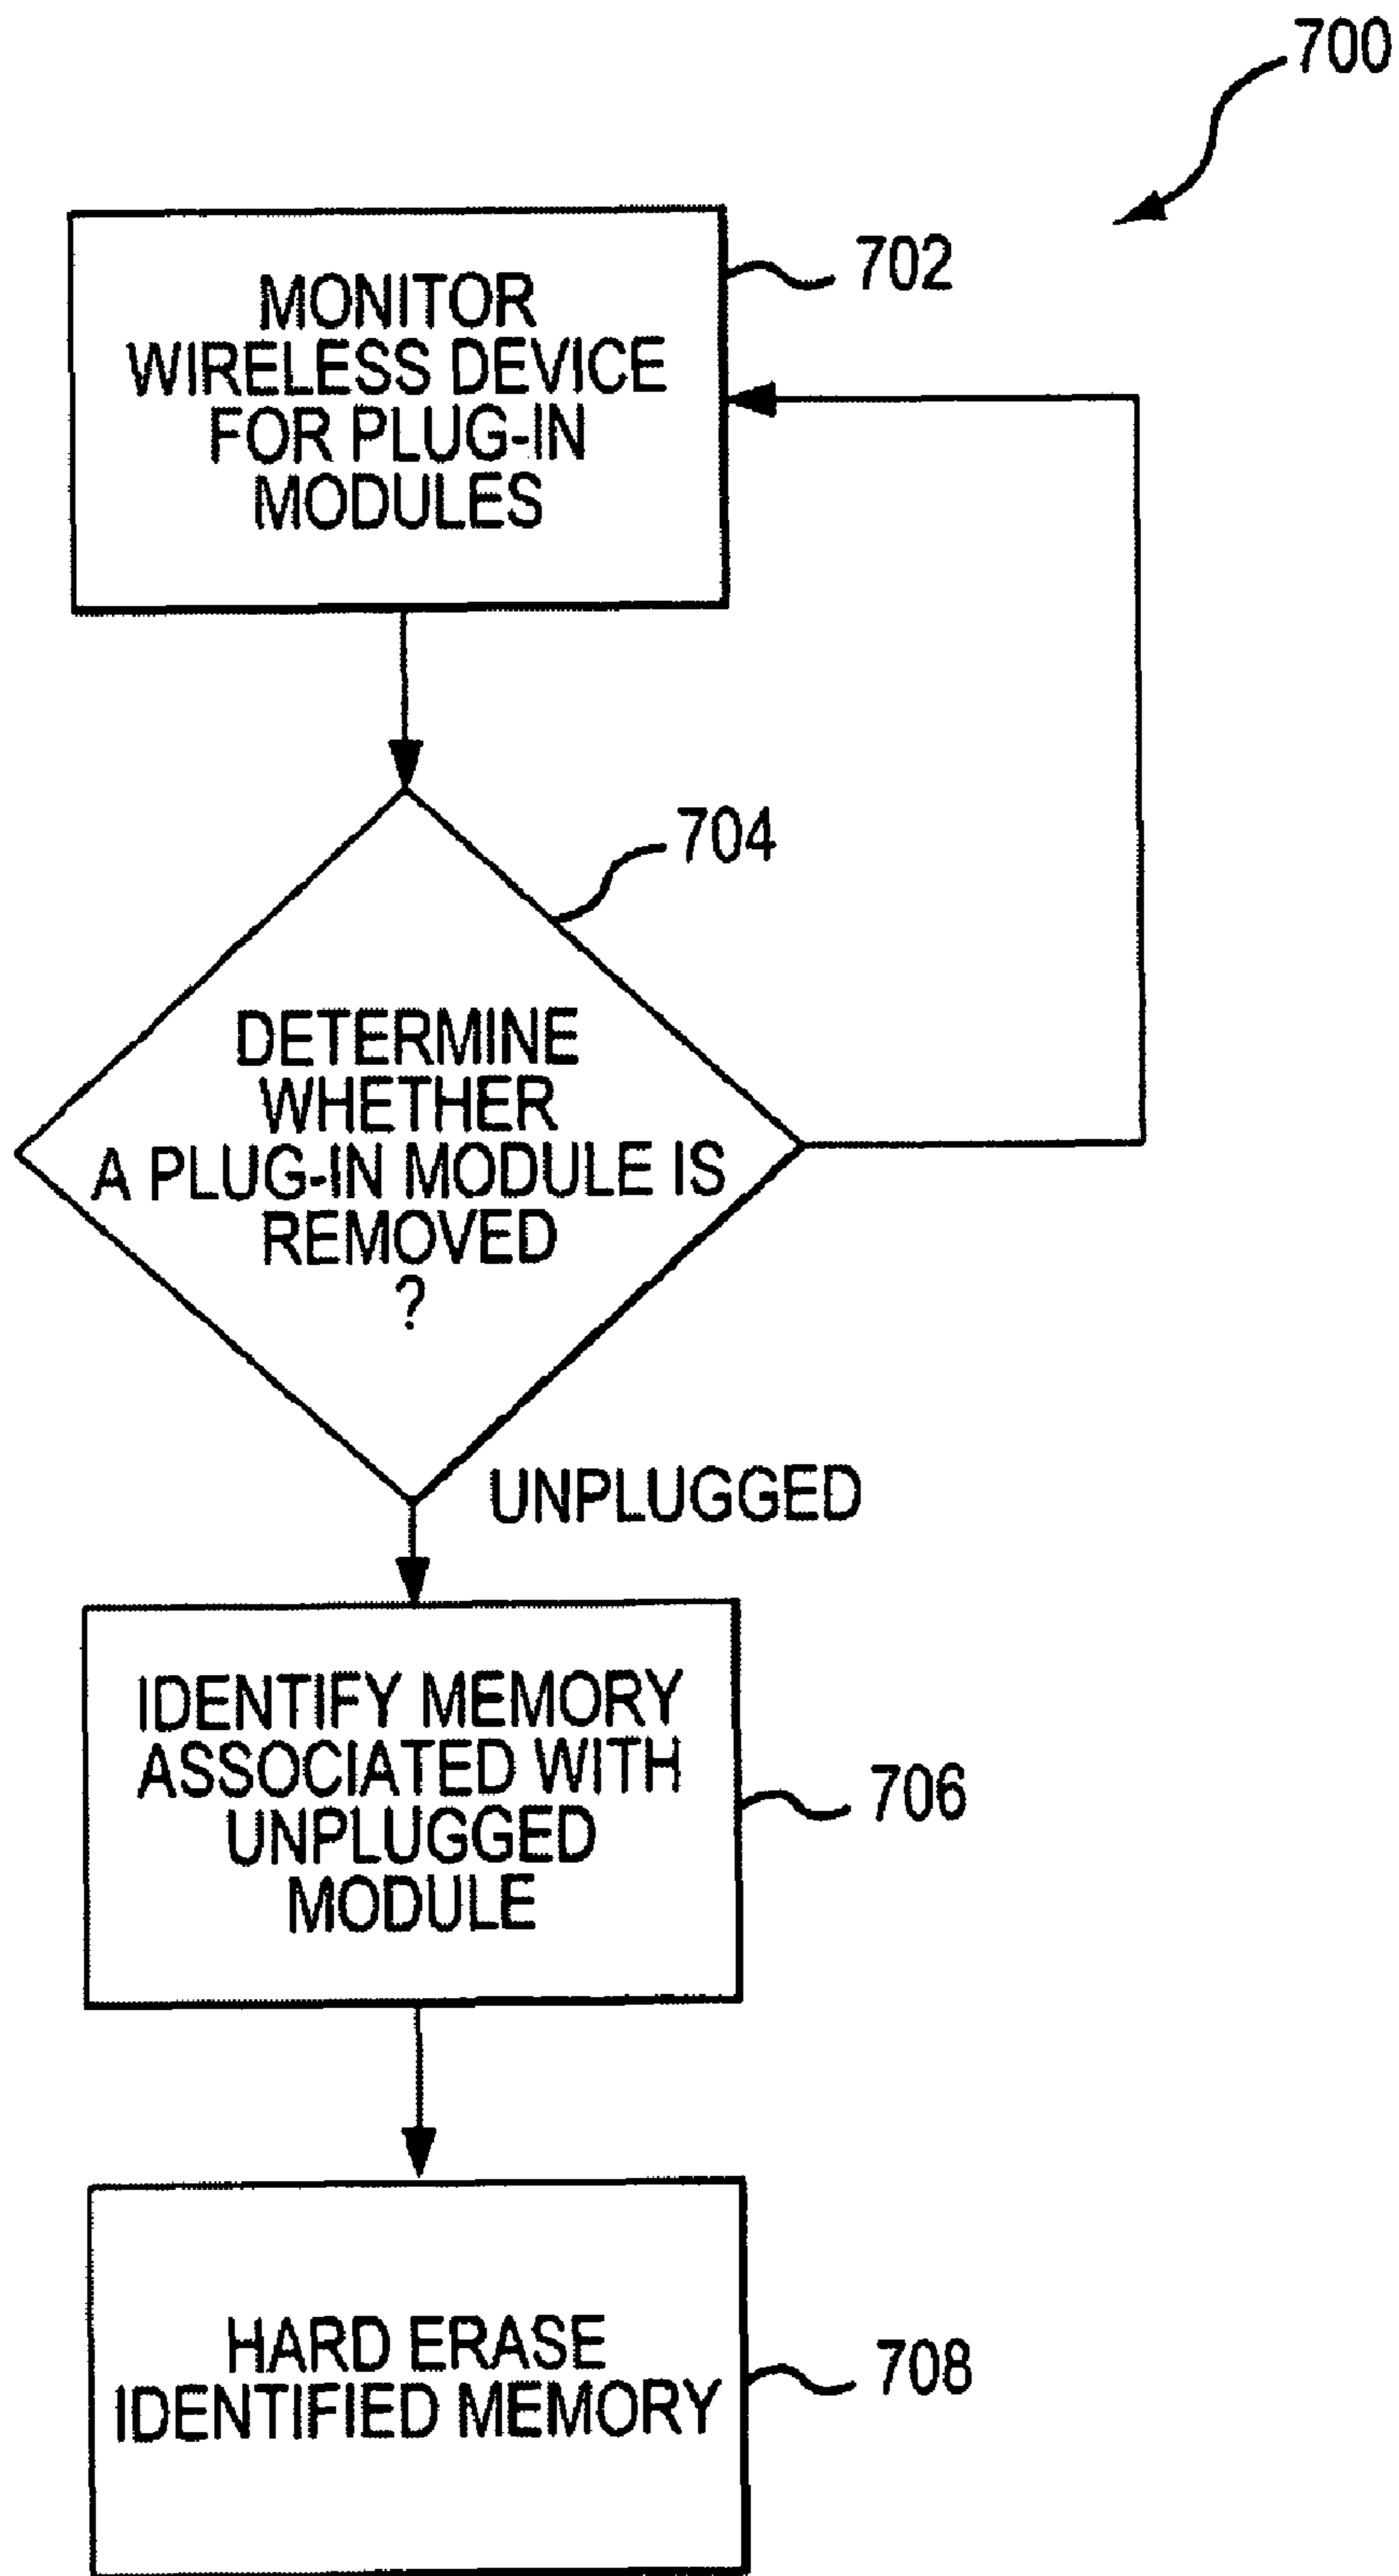 700
MONITOR
WIRELESS DEVICE
FOR PLUG-IN
MODULES
702
704
DETERMINE
WHETHER
A PLUG-IN MODULE IS
REMOVED
?
UNPLUGGED
IDENTIFY MEMORY
ASSOCIATED WITH
UNPLUGGED
MODULE
706
HARD ERASE
IDENTIFIED MEMORY
708